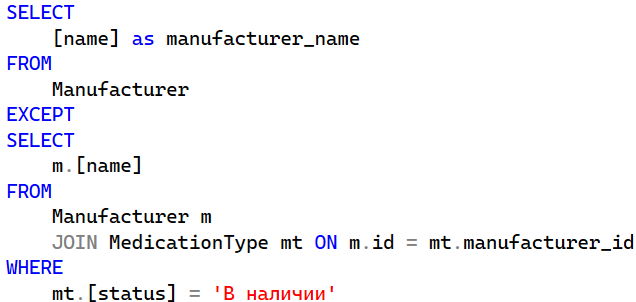 SELECT
    [name] as manufacturer_name
FROM
    Manufacturer
EXCEPT
SELECT
    m.[name]
FROM
    Manufacturer m
    JOIN MedicationType mt ON m.id = mt.manufacturer_id
WHERE
    mt.[status] = 'В наличии'